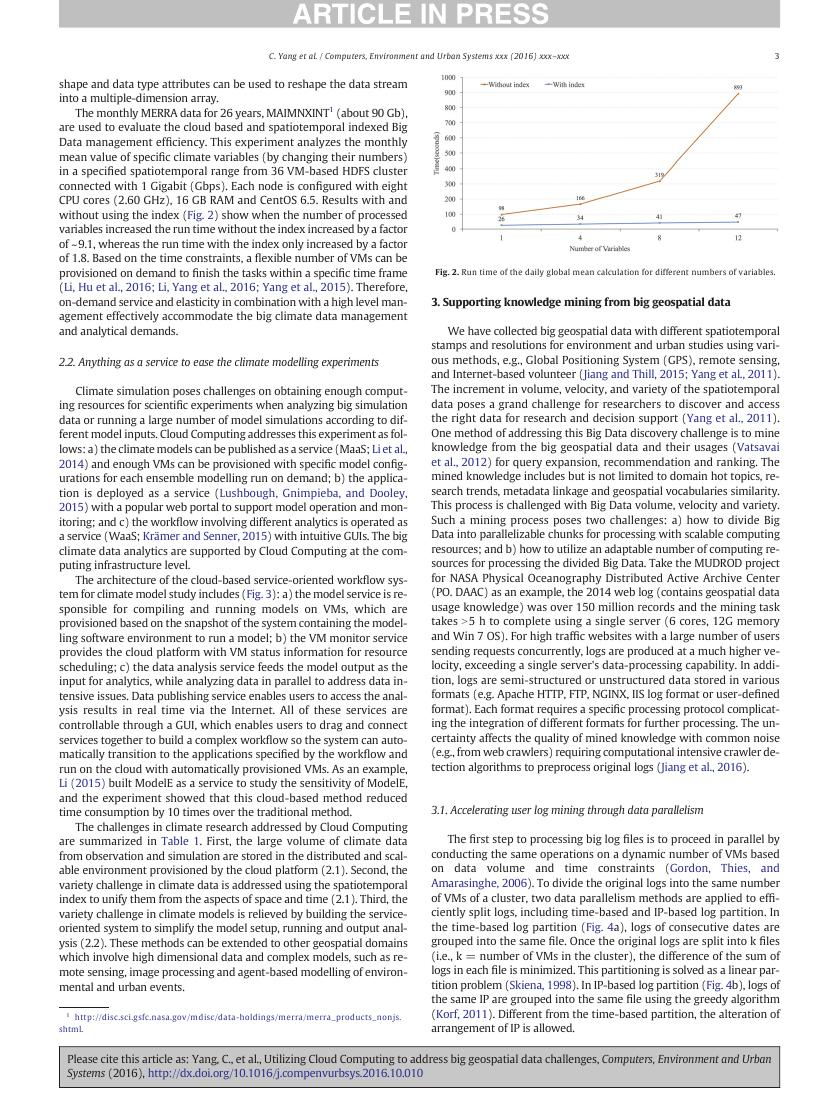 ARTICLE IN PRESS
C. Yang et al. / Computers, Environment and Urban Systems xxx (2016) xxx–xxx
3
shape and data type attributes can be used to reshape the data stream
into a multiple-dimension array.
The monthly MERRA data for 26 years, MAIMNXINT1 (about 90 Gb),
are used to evaluate the cloud based and spatiotemporal indexed Big
Data management efficiency. This experiment analyzes the monthly
mean value of specific climate variables (by changing their numbers)
in a specified spatiotemporal range from 36 VM-based HDFS cluster
connected with 1 Gigabit (Gbps). Each node is configured with eight
CPU cores (2.60 GHz), 16 GB RAM and CentOS 6.5. Results with and
without using the index (Fig. 2) show when the number of processed
variables increased the run time without the index increased by a factor
of ~9.1, whereas the run time with the index only increased by a factor
of 1.8. Based on the time constraints, a flexible number of VMs can be
provisioned on demand to finish the tasks within a specific time frame
(Li, Hu et al., 2016; Li, Yang et al., 2016; Yang et al., 2015). Therefore,
on-demand service and elasticity in combination with a high level man-
agement effectively accommodate the big climate data management
and analytical demands.
2.2. Anything as a service to ease the climate modelling experiments
Climate simulation poses challenges on obtaining enough comput-
ing resources for scientific experiments when analyzing big simulation
data or running a large number of model simulations according to dif-
ferent model inputs. Cloud Computing addresses this experiment as fol-
lows: a) the climate models can be published as a service (MaaS; Li et al.,
2014) and enough VMs can be provisioned with specific model config-
urations for each ensemble modelling run on demand; b) the applica-
tion is deployed as a service (Lushbough, Gnimpieba, and Dooley,
2015) with a popular web portal to support model operation and mon-
itoring; and c) the workflow involving different analytics is operated as
a service (WaaS; Krämer and Senner, 2015) with intuitive GUIs. The big
climate data analytics are supported by Cloud Computing at the com-
puting infrastructure level.
The architecture of the cloud-based service-oriented workflow sys-
tem for climate model study includes (Fig. 3): a) the model service is re-
sponsible for compiling and running models on VMs, which are
provisioned based on the snapshot of the system containing the model-
ling software environment to run a model; b) the VM monitor service
provides the cloud platform with VM status information for resource
scheduling; c) the data analysis service feeds the model output as the
input for analytics, while analyzing data in parallel to address data in-
tensive issues. Data publishing service enables users to access the anal-
ysis results in real time via the Internet. All of these services are
controllable through a GUI, which enables users to drag and connect
services together to build a complex workflow so the system can auto-
matically transition to the applications specified by the workflow and
run on the cloud with automatically provisioned VMs. As an example,
Li (2015) built ModelE as a service to study the sensitivity of ModelE,
and the experiment showed that this cloud-based method reduced
time consumption by 10 times over the traditional method.
The challenges in climate research addressed by Cloud Computing
are summarized in Table 1. First, the large volume of climate data
from observation and simulation are stored in the distributed and scal-
able environment provisioned by the cloud platform (2.1). Second, the
variety challenge in climate data is addressed using the spatiotemporal
index to unify them from the aspects of space and time (2.1). Third, the
variety challenge in climate models is relieved by building the service-
oriented system to simplify the model setup, running and output anal-
ysis (2.2). These methods can be extended to other geospatial domains
which involve high dimensional data and complex models, such as re-
mote sensing, image processing and agent-based modelling of environ-
mental and urban events.
1 http://disc.sci.gsfc.nasa.gov/mdisc/data-holdings/merra/merra_products_nonjs.
shtml.
1000
900
800
700
600
500
400
300
200
100
0
Time(seconds)
Without index
With index
98
166
319
893
26
34
41
47
1
4
8
12
Number of Variables
Fig. 2. Run time of the daily global mean calculation for different numbers of variables.
3. Supporting knowledge mining from big geospatial data
We have collected big geospatial data with different spatiotemporal
stamps and resolutions for environment and urban studies using vari-
ous methods, e.g., Global Positioning System (GPS), remote sensing,
and Internet-based volunteer (Jiang and Thill, 2015; Yang et al., 2011).
The increment in volume, velocity, and variety of the spatiotemporal
data poses a grand challenge for researchers to discover and access
the right data for research and decision support (Yang et al., 2011).
One method of addressing this Big Data discovery challenge is to mine
knowledge from the big geospatial data and their usages (Vatsavai
et al., 2012) for query expansion, recommendation and ranking. The
mined knowledge includes but is not limited to domain hot topics, re-
search trends, metadata linkage and geospatial vocabularies similarity.
This process is challenged with Big Data volume, velocity and variety.
Such a mining process poses two challenges: a) how to divide Big
Data into parallelizable chunks for processing with scalable computing
resources; and b) how to utilize an adaptable number of computing re-
sources for processing the divided Big Data. Take the MUDROD project
for NASA Physical Oceanography Distributed Active Archive Center
(PO. DAAC) as an example, the 2014 web log (contains geospatial data
usage knowledge) was over 150 million records and the mining task
takes >5 h to complete using a single server (6 cores, 12G memory
and Win 7 OS). For high traffic websites with a large number of users
sending requests concurrently, logs are produced at a much higher ve-
locity, exceeding a single server's data-processing capability. In addi-
tion, logs are semi-structured or unstructured data stored in various
formats (e.g. Apache HTTP, FTP, NGINX, IIS log format or user-defined
format). Each format requires a specific processing protocol complicat-
ing the integration of different formats for further processing. The un-
certainty affects the quality of mined knowledge with common noise
(e.g., from web crawlers) requiring computational intensive crawler de-
tection algorithms to preprocess original logs (Jiang et al., 2016).
3.1. Accelerating user log mining through data parallelism
The first step to processing big log files is to proceed in parallel by
conducting the same operations on a dynamic number of VMs based
on data volume and time constraints (Gordon, Thies, and
Amarasinghe, 2006). To divide the original logs into the same number
of VMs of a cluster, two data parallelism methods are applied to effi-
ciently split logs, including time-based and IP-based log partition. In
the time-based log partition (Fig. 4a), logs of consecutive dates are
grouped into the same file. Once the original logs are split into k files
(i.e., k = number of VMs in the cluster), the difference of the sum of
logs in each file is minimized. This partitioning is solved as a linear par-
tition problem (Skiena, 1998). In IP-based log partition (Fig. 4b), logs of
the same IP are grouped into the same file using the greedy algorithm
(Korf, 2011). Different from the time-based partition, the alteration of
arrangement of IP is allowed.
Please cite this article as: Yang, C., et al., Utilizing Cloud Computing to address big geospatial data challenges, Computers, Environment and Urban
Systems (2016), http://dx.doi.org/10.1016/j.compenvurbsys.2016.10.010